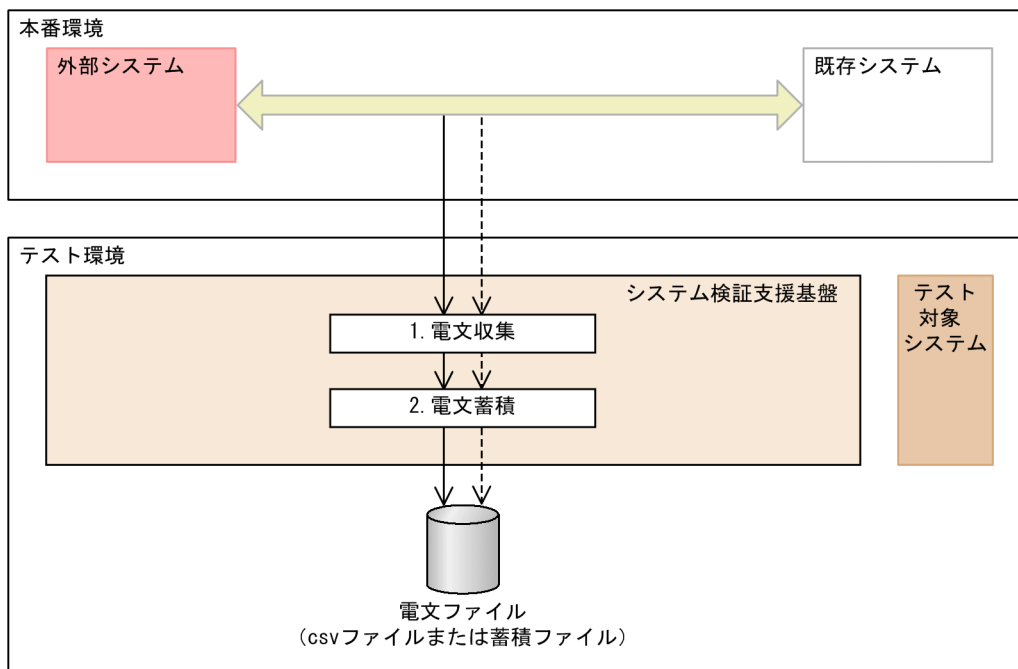 本番環境
外部システム
既存システム
テスト環境
システム検証支援基盤
テスト
対象
システム
1. 電文収集
2. 電文蓄積
電文ファイル
（csvファイルまたは蓄積ファイル）